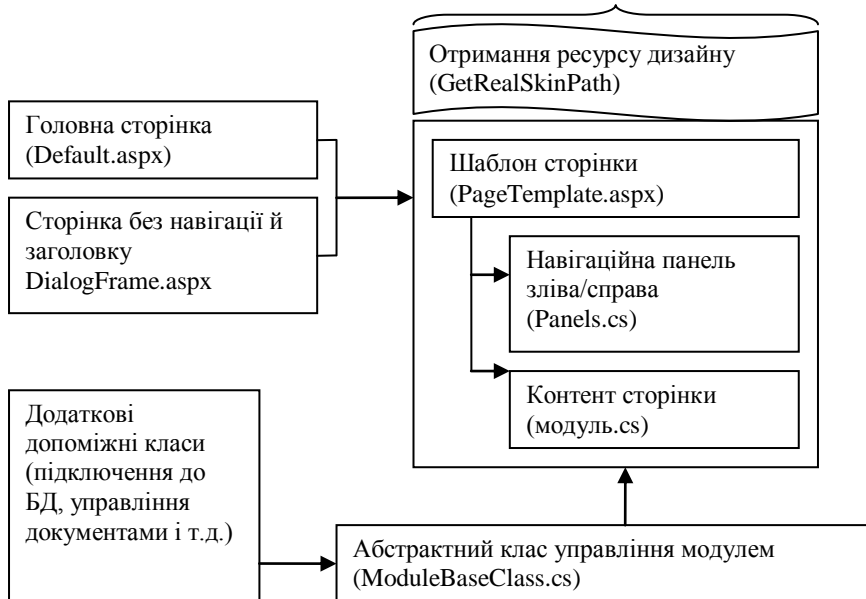 Отримання ресурсу дизайну
(GetRealSkinPath)
Головна сторінка
(Default.aspx)
Сторінка без навігації й
заголовку
DialogFrame.aspx
Шаблон сторінки
(PageTemplate.aspx)
Навігаційна панель
зліва/справа
(Panels.cs)
Контент сторінки
(модуль.cs)
Додаткові
допоміжні класи
(підключення до
БД, управління
документами і т.д.)
Абстрактний клас управління модулем
(ModuleBaseClass.cs)